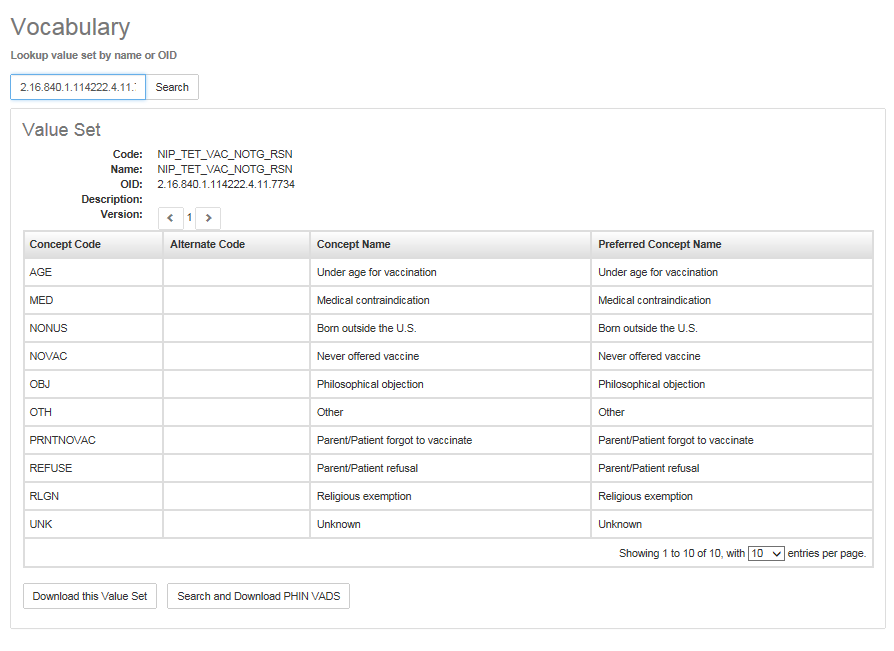 Vocabulary
Lookup value set by name or OID
2.16.840.1.114222.4.11. Search
Value Set
Code: NIP_TET_VAC_NOTG_RSN
Name: NIP_TET_VAC_NOTG_RSN
OID: 2.16.840.1.114222.4.11.7734
Description:
Version: < 1 >
Concept Code Alternate Code Concept Name Preferred Concept Name
AGE Under age for vaccination Under age for vaccination
MED Medical contraindication Medical contraindication
NONUS Born outside the U.S. Born outside the U.S.
NOVAC Never offered vaccine Never offered vaccine
OBJ Philosophical objection Philosophical objection
OTH Other Other
PRNTNOVAC Parent/Patient forgot to vaccinate Parent/Patient forgot to vaccinate
REFUSE Parent/Patient refusal Parent/Patient refusal
RLGN Religious exemption Religious exemption
UNK Unknown Unknown
Showing 1 to 10 of 10, with 10 entries per page.
Download this Value Set Search and Download PHIN VADS